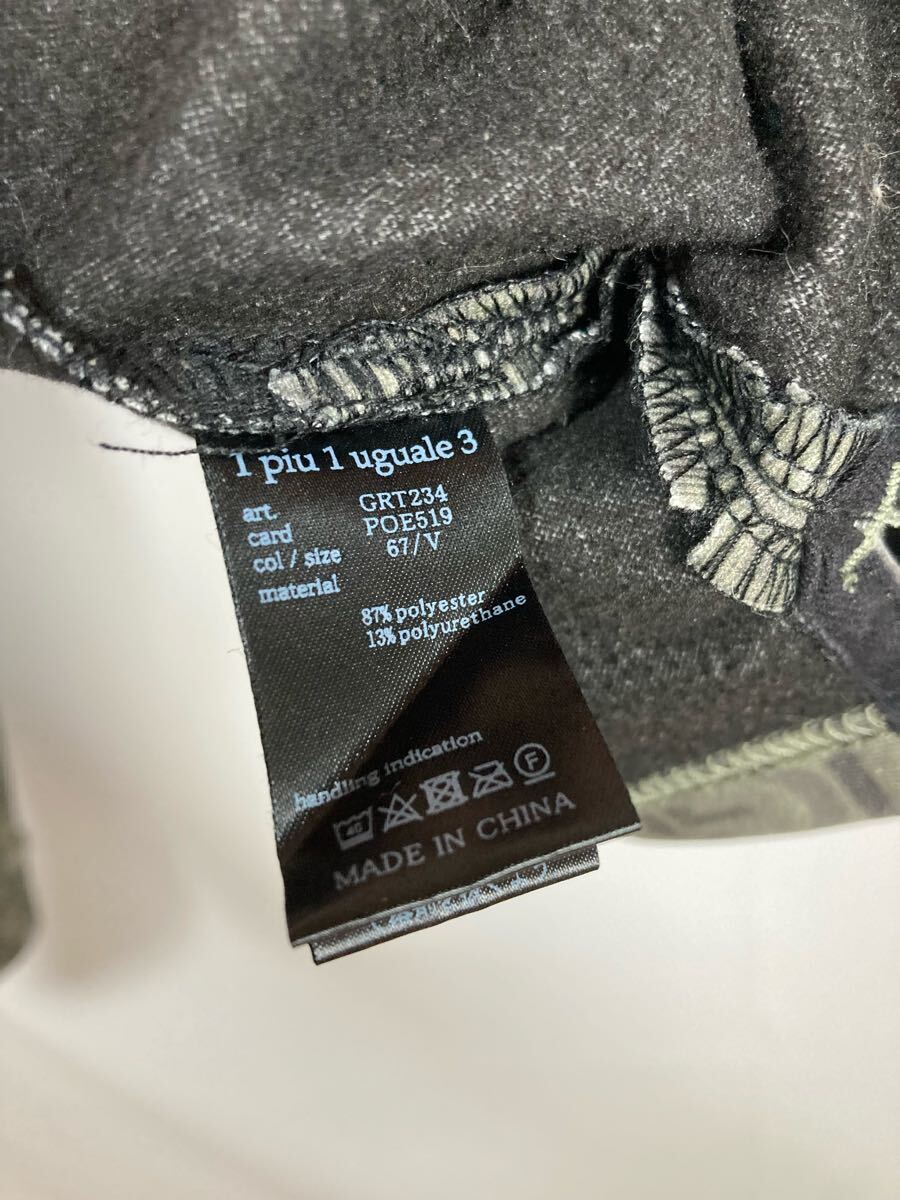 1 piu 1 uguale 3
art. GRT234
card POE519
col / size 67/V
material
87% polyester
13% polyurethane
handling indication
40 F
MADE IN CHINA